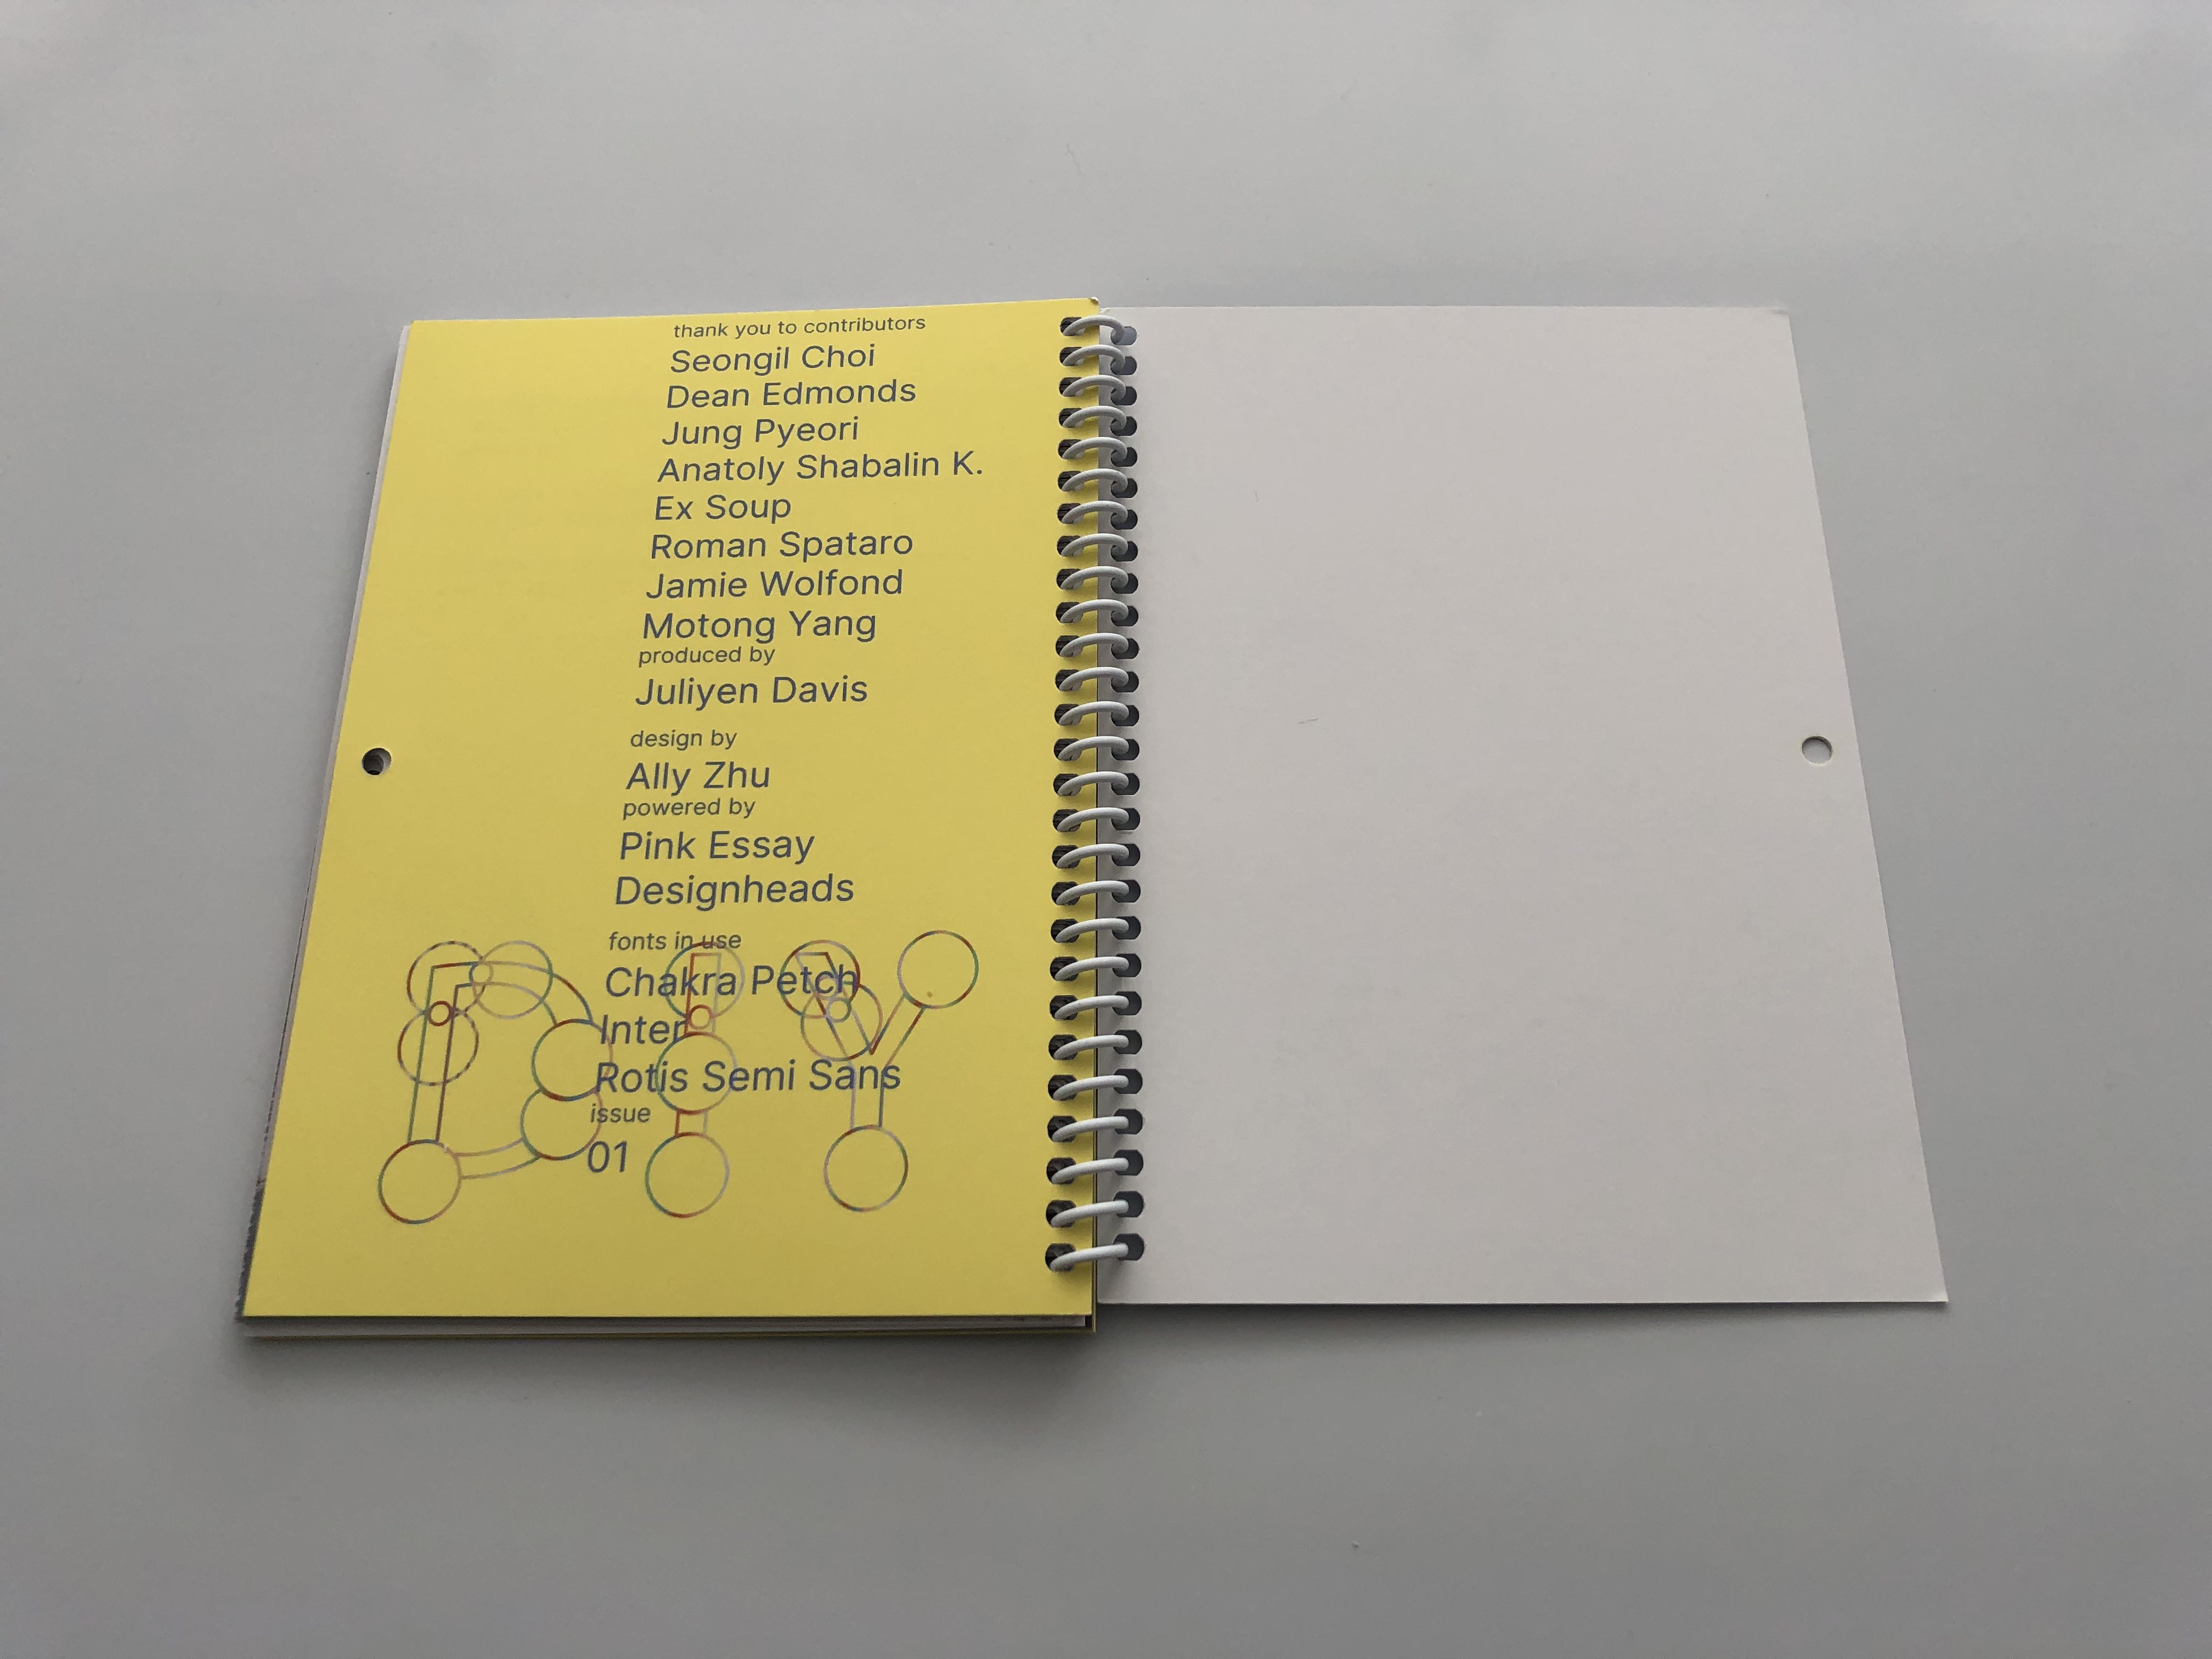 thank you to contributors
Seongil Choi
Dean Edmonds
Jung Pyeori
Anatoly Shabalin K.
Ex Soup
Roman Spataro
Jamie Wolfond
Motong Yang
produced by
Juliyen Davis
design by
Ally Zhu
powered by
Pink Essay
Designheads
fonts in use
Chakra Petch
Inter
Rotis Semi Sans
issue
01
DIY